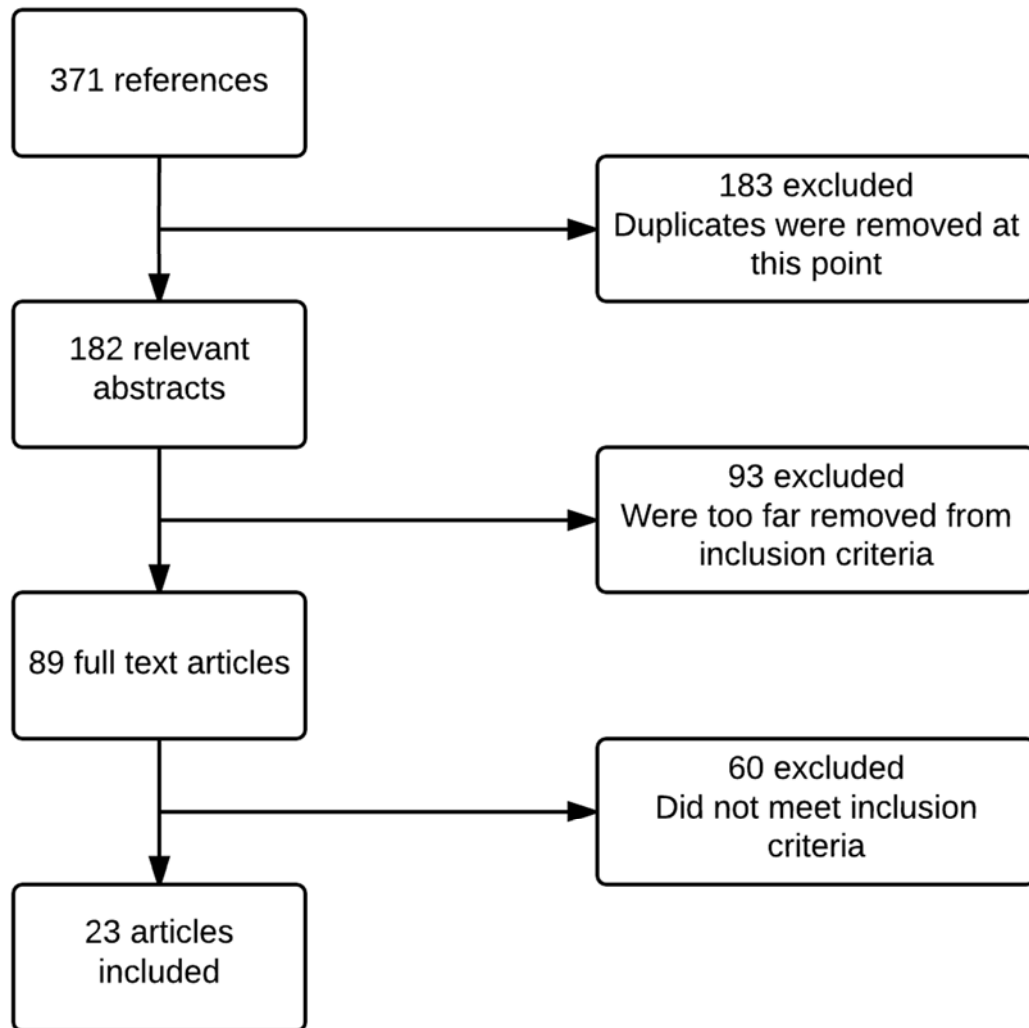 371 references
183 excluded
Duplicates were removed at
this point
182 relevant
abstracts
93 excluded
Were too far removed from
inclusion criteria
89 full text articles
60 excluded
Did not meet inclusion
criteria
23 articles
included